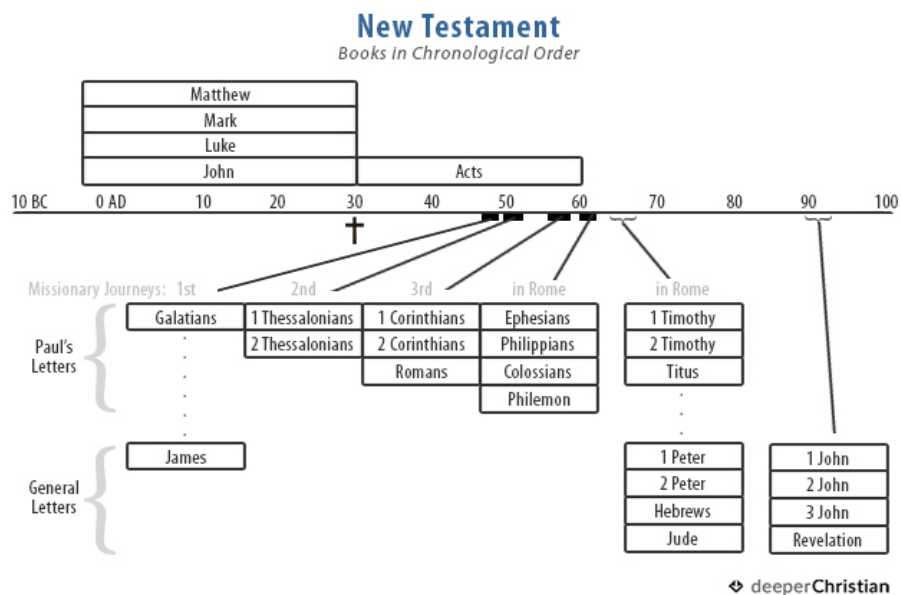 New Testament
Books in Chronological Order
Matthew
Mark
Luke
John Acts
10 BC 0 AD 10 20 30 40 50 60 70 80 90 100
Missionary Journeys: 1st 2nd 3rd in Rome in Rome
Galatians 1 Thessalonians 1 Corinthians Ephesians 1 Timothy
2 Thessalonians 2 Corinthians Philippians 2 Timothy
Paul's
Letters
Romans Colossians Titus
Philemon
James 1 Peter 1 John
2 Peter 2 John
General
Letters
Hebrews 3 John
Jude Revelation
deeperChristian